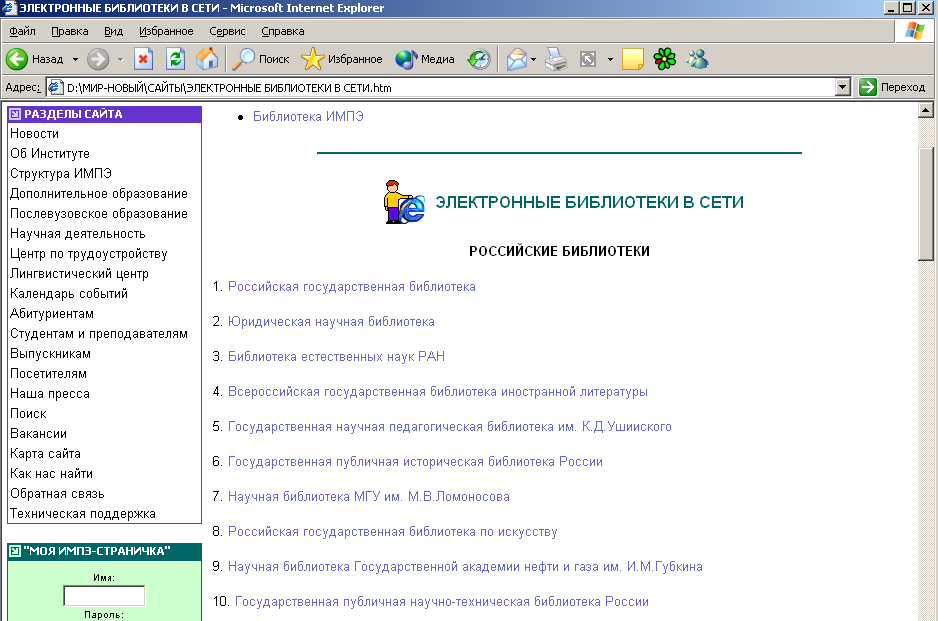 ЭЛЕКТРОННЫЕ БИБЛИОТЕКИ В СЕТИ - Microsoft Internet Explorer
Файл Правка Вид Избранное Сервис Справка
Назад Поиск Избранное Медиа
Адрес: D:\МИР-НОВЫЙ\САЙТЫ\ЭЛЕКТРОННЫЕ БИБЛИОТЕКИ В СЕТИ.htm Переход
РАЗДЕЛЫ САЙТА
Новости
Об Институте
Структура ИМПЭ
Дополнительное образование
Послевузовское образование
Научная деятельность
Центр по трудоустройству
Лингвистический центр
Календарь событий
Абитуриентам
Студентам и преподавателям
Выпускникам
Посетителям
Наша пресса
Поиск
Вакансии
Карта сайта
Как нас найти
Обратная связь
Техническая поддержка
"МОЯ ИМПЭ-СТРАНИЧКА"
Има:
Пароль:
• Библиотека ИМПЭ
ЭЛЕКТРОННЫЕ БИБЛИОТЕКИ В СЕТИ
РОССИЙСКИЕ БИБЛИОТЕКИ
1. Российская государственная библиотека
2. Юридическая научная библиотека
3. Библиотека естественных наук РАН
4. Всероссийская государственная библиотека иностранной литературы
5. Государственная научная педагогическая библиотека им. К.Д.Ушииского
6. Государственная публичная историческая библиотека России
7. Научная библиотека МГУ им. М.В.Ломоносова
8. Российская государственная библиотека по искусству
9. Научная библиотека Государственной академии нефти и газа им. И.М.Губкина
10. Государственная публичная научно-техническая библиотека России